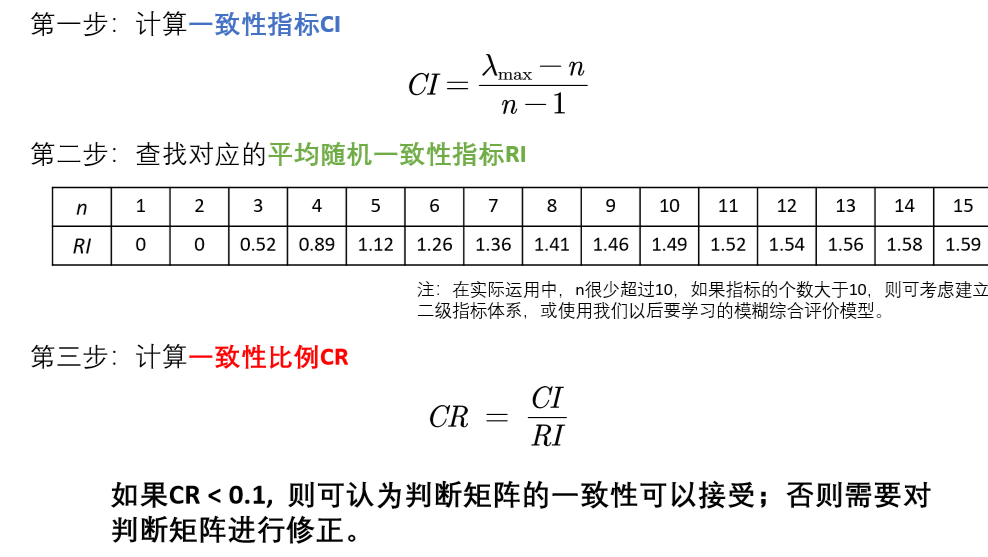 第一步：计算一致性指标CI
CI = (λmax − n) / (n − 1)
第二步：查找对应的平均随机一致性指标RI
n 1 2 3 4 5 6 7 8 9 10 11 12 13 14 15
RI 0 0 0.52 0.89 1.12 1.26 1.36 1.41 1.46 1.49 1.52 1.54 1.56 1.58 1.59
注：在实际运用中，n很少超过10，如果指标的个数大于10，则可考虑建立
二级指标体系，或使用我们以后要学习的模糊综合评价模型。
第三步：计算一致性比例CR
CR = CI / RI
如果CR < 0.1, 则可认为判断矩阵的一致性可以接受；否则需要对
判断矩阵进行修正。